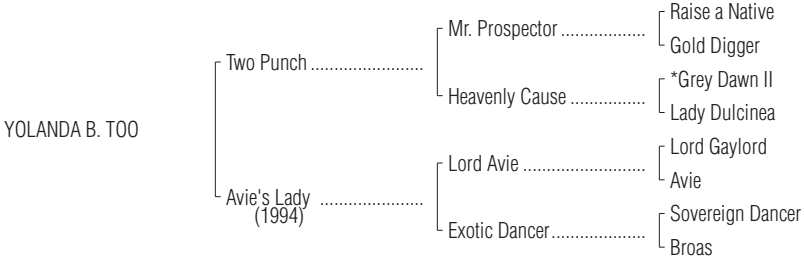 Raise a Native
Mr. Prospector ...................
Gold Digger
Two Punch .........................
*Grey Dawn II
Heavenly Cause .................
Lady Dulcinea
YOLANDA B. TOO
Lord Gaylord
Lord Avie ...........................
Avie
Avie's Lady ......................
(1994)
Sovereign Dancer
Exotic Dancer.....................
Broas